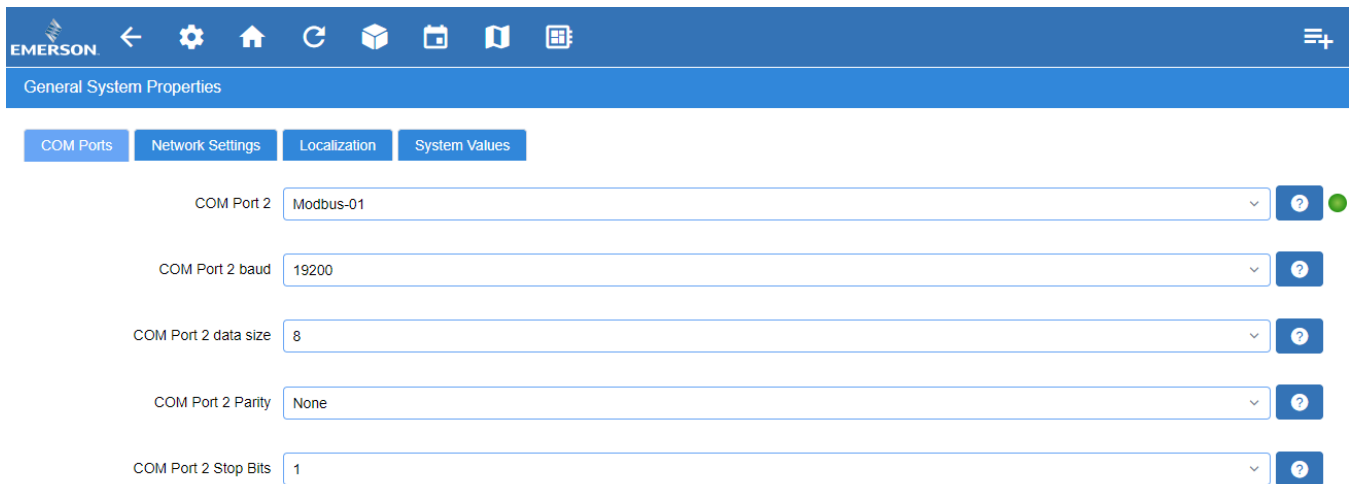 EMERSON.
General System Properties
COM Ports Network Settings Localization System Values
COM Port 2 Modbus-01 ?
COM Port 2 baud 19200 ?
COM Port 2 data size 8 ?
COM Port 2 Parity None ?
COM Port 2 Stop Bits 1 ?